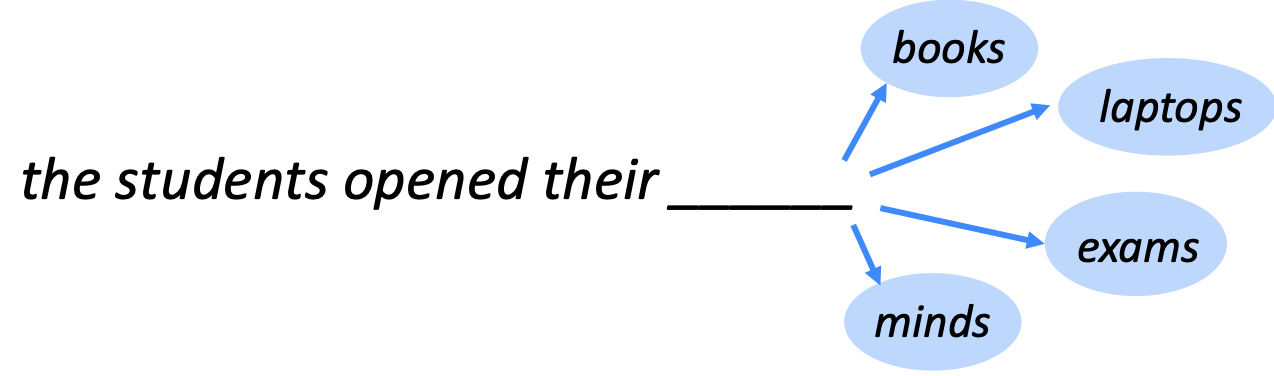 books
laptops
the students opened their ______
exams
minds